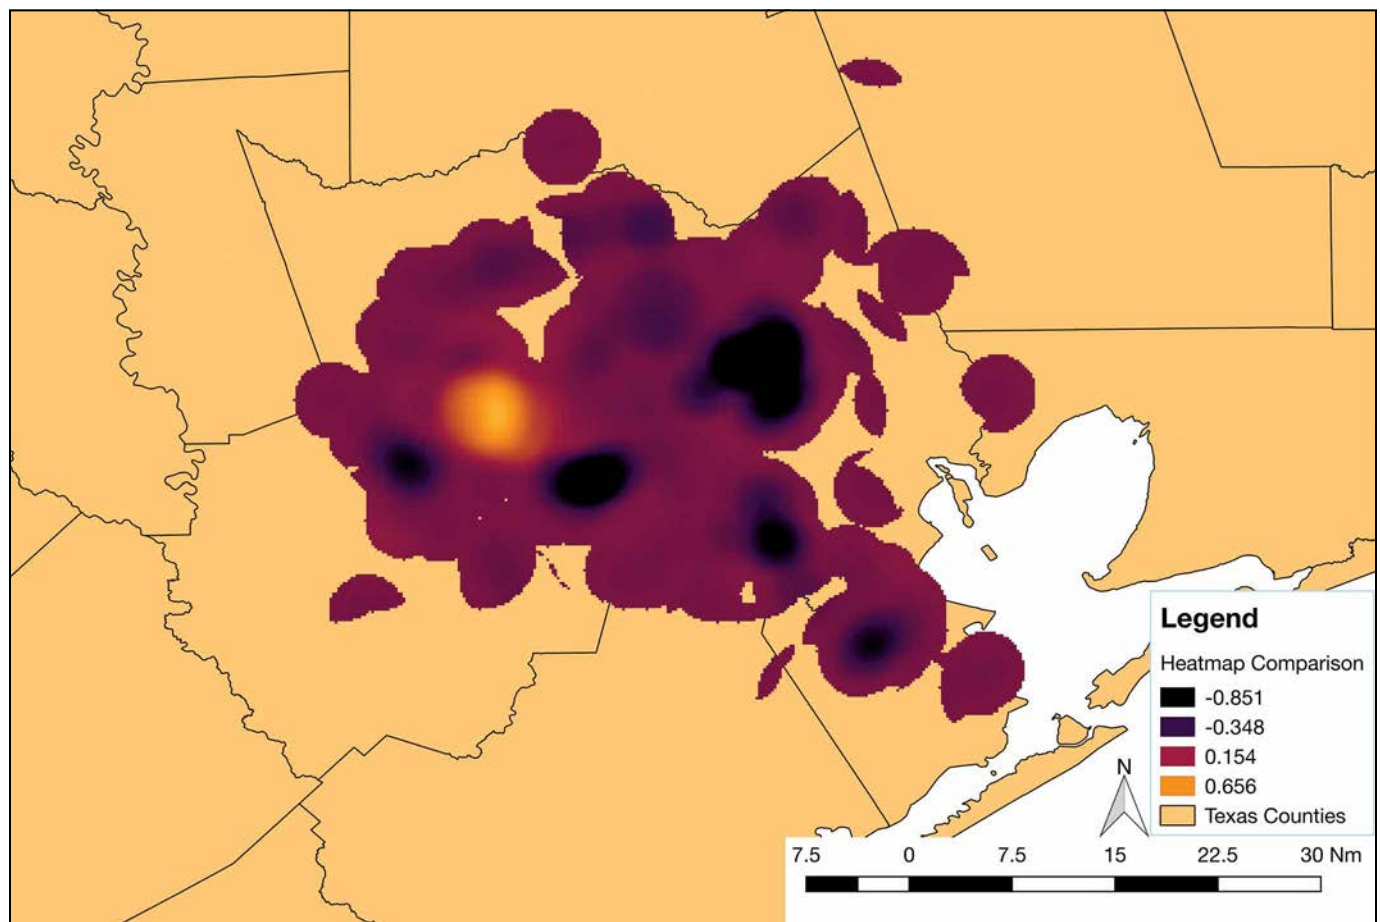 Legend
Heatmap Comparison
-0.851
-0.348
0.154
0.656
Texas Counties
N
7.5 0 7.5 15 22.5 30 Nm